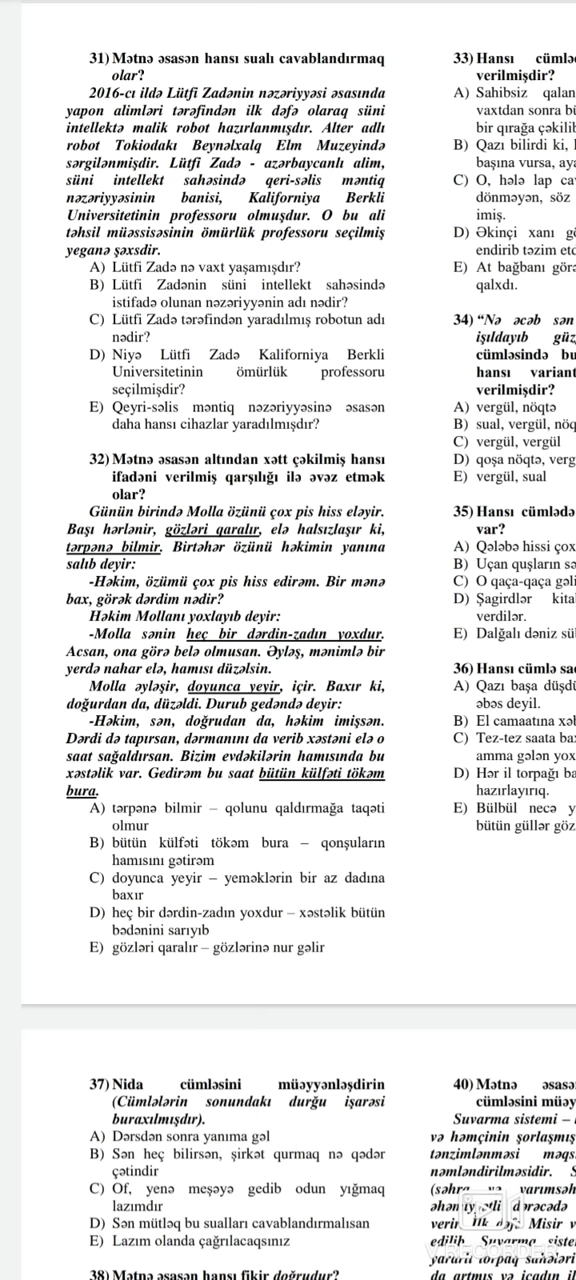 31) Mətnə əsasən hansı sualı cavablandırmaq
olar?
2016-cı ildə Lütfi Zadənin nəzəriyyəsi əsasında
yapon alimləri tərəfindən ilk dəfə olaraq süni
intellektə malik robot hazırlanmışdır. Alter adlı
robot Tokiodakı Beynəlxalq Elm Muzeyində
sərgilənmişdir. Lütfi Zadə - azərbaycanlı alim,
süni intellekt sahəsində qeri-səlis məntiq
nəzəriyyəsinin banisi, Kaliforniya Berkli
Universitetinin professoru olmuşdur. O bu ali
təhsil müəssisəsinin ömürlük professoru seçilmiş
yeganə şəxsdir.
A) Lütfi Zadə nə vaxt yaşamışdır?
B) Lütfi Zadənin süni intellekt sahəsində
istifadə olunan nəzəriyyənin adı nədir?
C) Lütfi Zadə tərəfindən yaradılmış robotun adı
nədir?
D) Niyə Lütfi Zadə Kaliforniya Berkli
Universitetinin ömürlük professoru
seçilmişdir?
E) Qeyri-səlis məntiq nəzəriyyəsinə əsasən
daha hansı cihazlar yaradılmışdır?
32) Mətnə əsasən altından xətt çəkilmiş hansı
ifadəni verilmiş qarşılığı ilə əvəz etmək
olar?
Günün birində Molla özünü çox pis hiss eləyir.
Başı hərlənir, gözləri qaralır, elə halsızlaşır ki,
tərpənə bilmir. Birtəhər özünü həkimin yanına
salıb deyir:
-Həkim, özümü çox pis hiss edirəm. Bir mənə
bax, görək dərdim nədir?
Həkim Mollanı yoxlayıb deyir:
-Molla sənin heç bir dərdin-zadın yoxdur.
Acsan, ona görə belə olmusan. Əyləş, mənimlə bir
yerdə nahar elə, hamısı düzəlsin.
Molla əyləşir, doyunca yeyir, içir. Baxır ki,
doğurdan da, düzəldi. Durub gedəndə deyir:
-Həkim, sən, doğrudan da, həkim imişsən.
Dərdi də tapırsan, dərmanını da verib xəstəni elə o
saat sağaldırsan. Bizim evdəkilərin hamısında bu
xəstəlik var. Gedirəm bu saat bütün külfəti tökəm
bura.
A) tərpənə bilmir – qolunu qaldırmağa taqəti
olmur
B) bütün külfəti tökəm bura – qonşuların
hamısını gətirəm
C) doyunca yeyir – yeməklərin bir az dadına
baxır
D) heç bir dərdin-zadın yoxdur – xəstəlik bütün
bədənini sarıyıb
E) gözləri qaralır – gözlərinə nur gəlir
33) Hansı
verilmişdir?
A) Sahibsiz qalan
vaxtdan sonra
bir qırağa
B) Qazı bilirdi ki,
başına vursa,
C) O, hələ lap
dönməyən, söz
imiş.
D) Əkinçi xanı
endirib təzim
E) At bağbanı
qalxdı.
34) “Nə əcəb sən
işıldayıb
cümləsində
hansı
verilmişdir?
A) vergül, nöqtə
B) sual, vergül,
C) vergül, vergül
D) qoşa nöqtə,
E) vergül, sual
35) Hansı cümlədə
var?
A) Qələbə hissi çox
B) Uçan quşların
C) O qaça-qaça
D) Şagirdlər
verdilər.
E) Dalğalı dəniz
36) Hansı cümlə
A) Qazı başa
əbəs deyil.
B) El camaatına
C) Tez-tez saata
amma gələn
D) Hər il torpağı
hazırlayırıq.
E) Bülbül necə
bütün güllər
37) Nida cümləsini müəyyənləşdirin
(Cümlələrin sonundakı durğu işarəsi
buraxılmışdır).
A) Dərsdən sonra yanıma gəl
B) Sən heç bilirsən, şirkət qurmaq nə qədər
çətindir
C) Of, yenə meşəyə gedib odun yığmaq
lazımdır
D) Sən mütləq bu sualları cavablandırmalısan
E) Lazım olanda çağrılacaqsınız
38) Mətnə əsasən hansı fikir doğrudur?
40) Mətnə
cümləsini
Suvarma sistemi –
və həmçinin şorlaşmış
tənzimlənməsi
nəmləndirilməsidir.
dərəcədə
Misir
edilib. Suvarma
V RECORDER